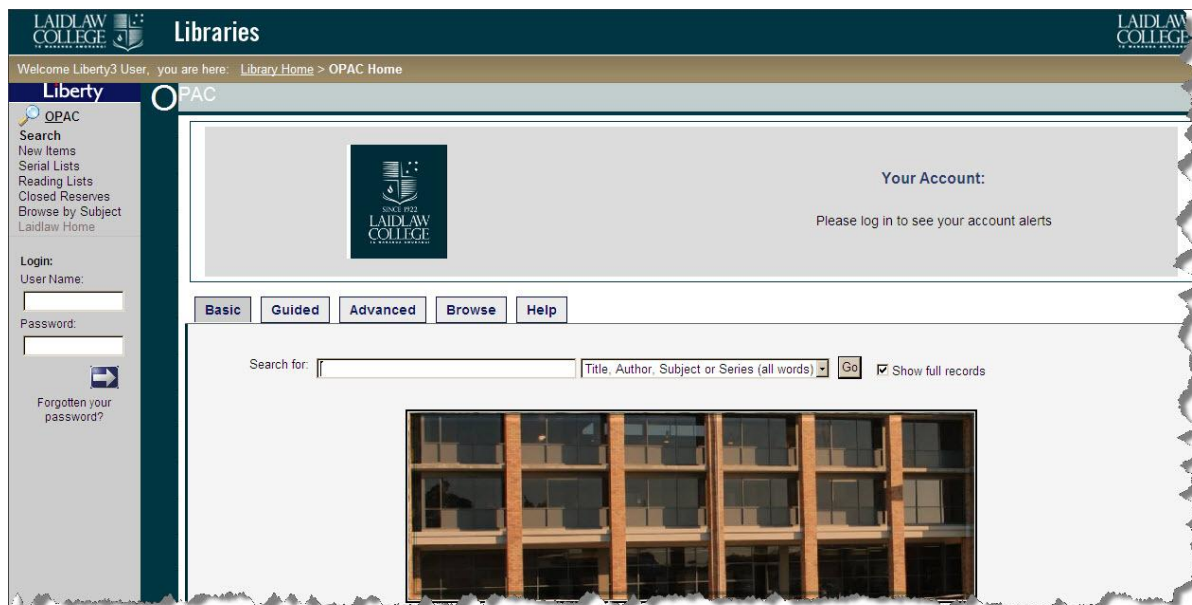 LAIDLAW
COLLEGE
Libraries
LAIDLAW
COLLEGE
Welcome Liberty3 User, you are here: Library Home > OPAC Home
Liberty
OPAC
OPAC
Search
New Items
Serial Lists
Reading Lists
Closed Reserves
Browse by Subject
Laidlaw Home
Login:
User Name:
Password:
Forgotten your
password?
SINCE 1922
LAIDLAW
COLLEGE
Your Account:
Please log in to see your account alerts
Basic Guided Advanced Browse Help
Search for: Title, Author, Subject or Series (all words) Go Show full records